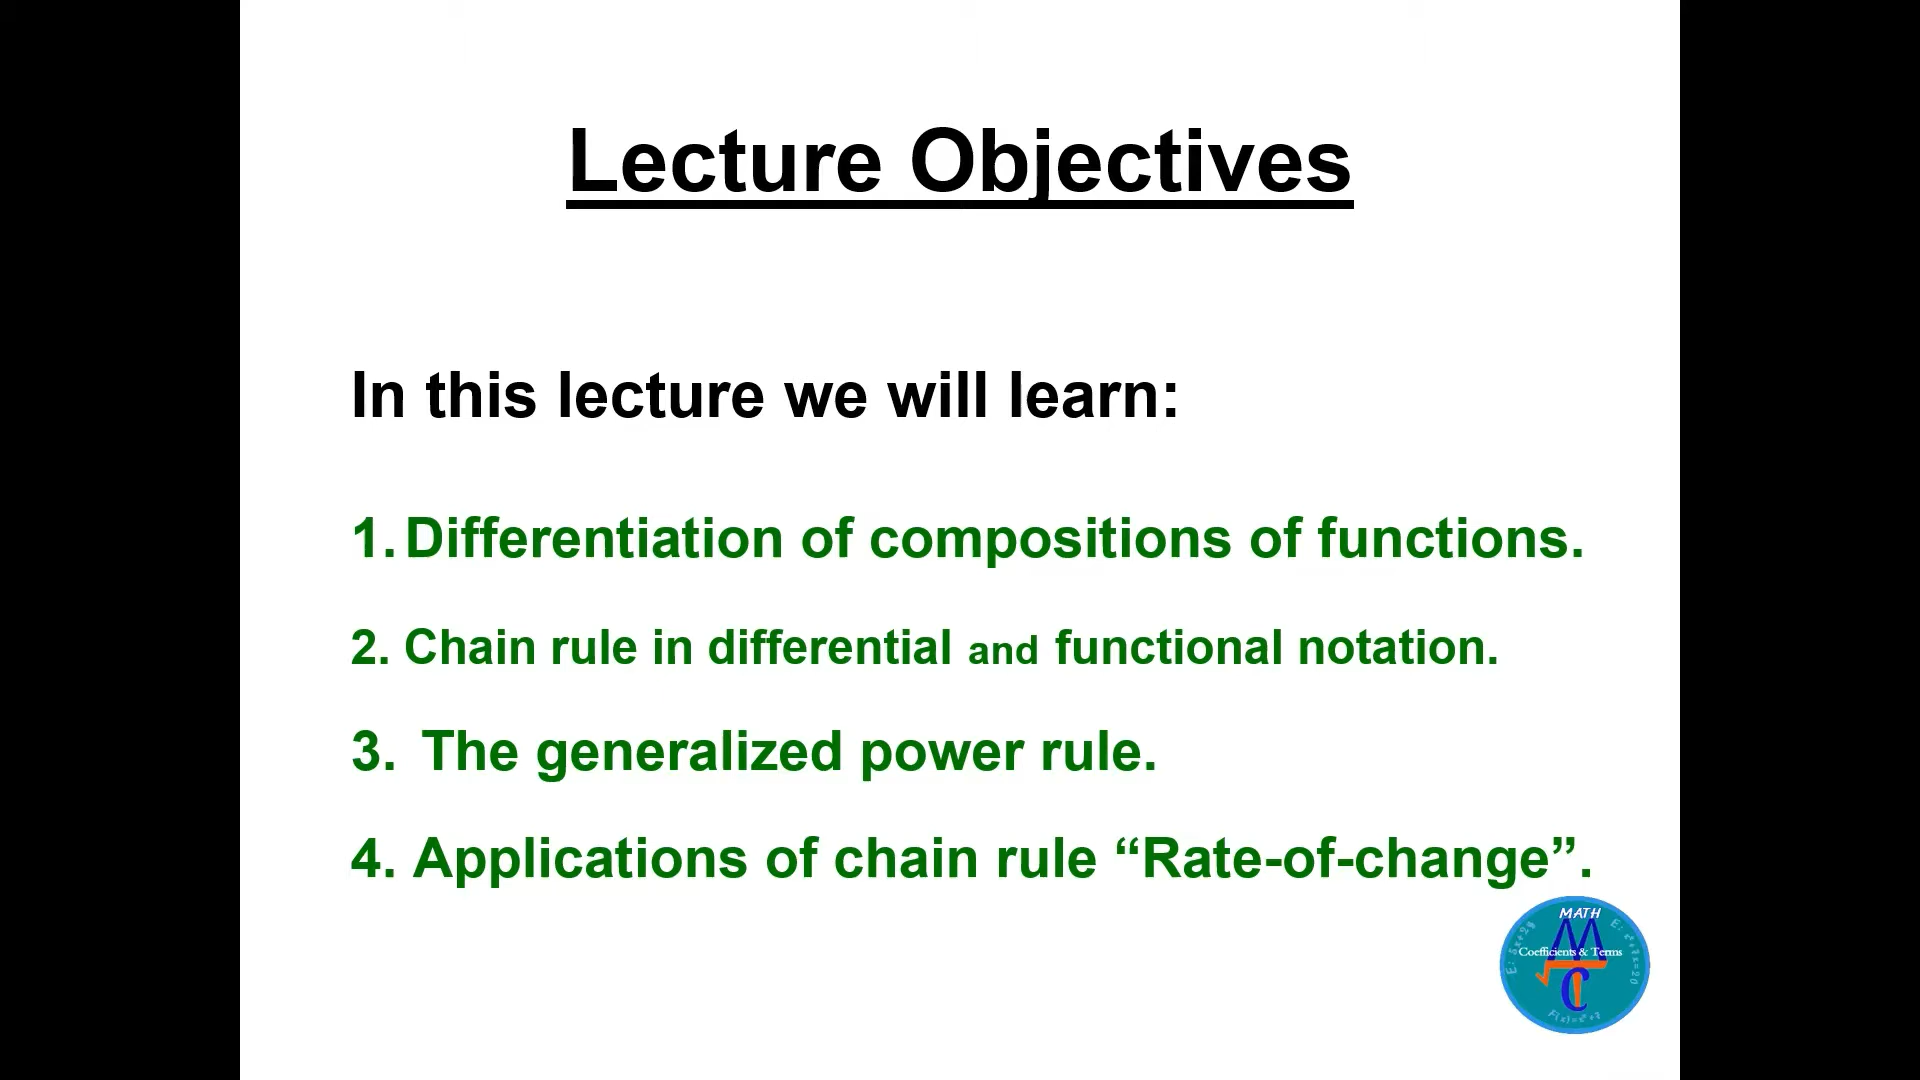 Lecture Objectives
In this lecture we will learn:
1. Differentiation of compositions of functions.
2. Chain rule in differential and functional notation.
3. The generalized power rule.
4. Applications of chain rule “Rate-of-change”.
MATH
Coefficients & Terms